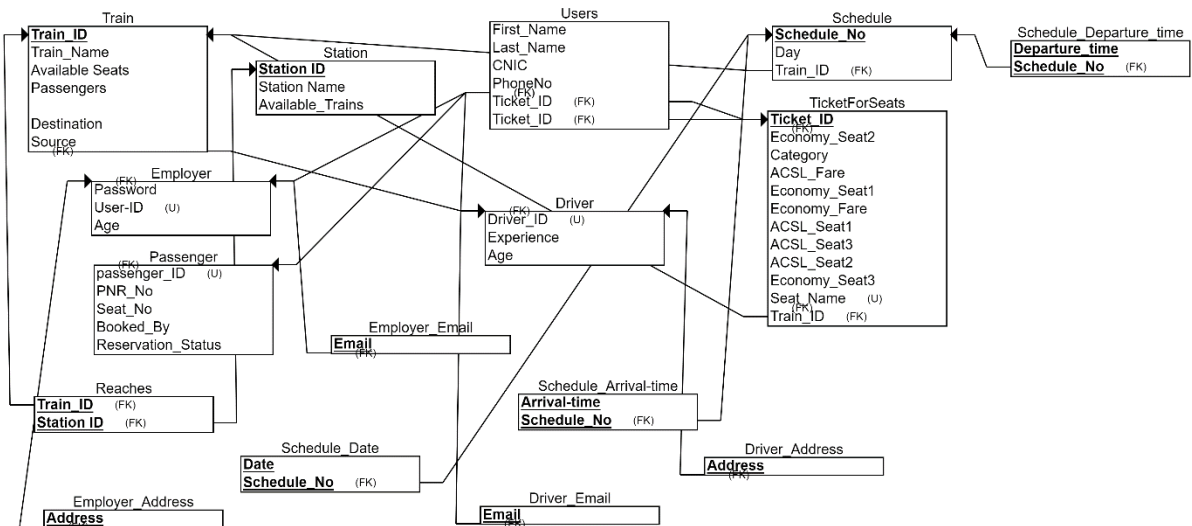 Train
Train_ID
Train_Name
Available Seats
Passengers
Destination
Source
(FK)
Station
Station ID
Station Name
Available_Trains
Users
First_Name
Last_Name
CNIC
PhoneNo
(FK)
Ticket_ID (FK)
Ticket_ID (FK)
Schedule
Schedule_No
Day
Train_ID (FK)
Schedule_Departure_time
Departure_time
Schedule_No (FK)
TicketForSeats
Ticket_ID
(FK)
Economy_Seat2
Category
ACSL_Fare
Economy_Seat1
Economy_Fare
ACSL_Seat1
ACSL_Seat3
ACSL_Seat2
Economy_Seat3
Seat_Name (U)
(FK)
Train_ID (FK)
Employer
(FK)
Password
User-ID (U)
Age
Driver
(FK)
Driver_ID (U)
Experience
Age
Passenger
(FK)
passenger_ID (U)
PNR_No
Seat_No
Booked_By
Reservation_Status
Employer_Email
Email
(FK)
Reaches
Train_ID (FK)
Station ID (FK)
Schedule_Arrival-time
Arrival-time
Schedule_No (FK)
Schedule_Date
Date
Schedule_No (FK)
Driver_Address
Address
(FK)
Employer_Address
Address
Driver_Email
Email
(FK)